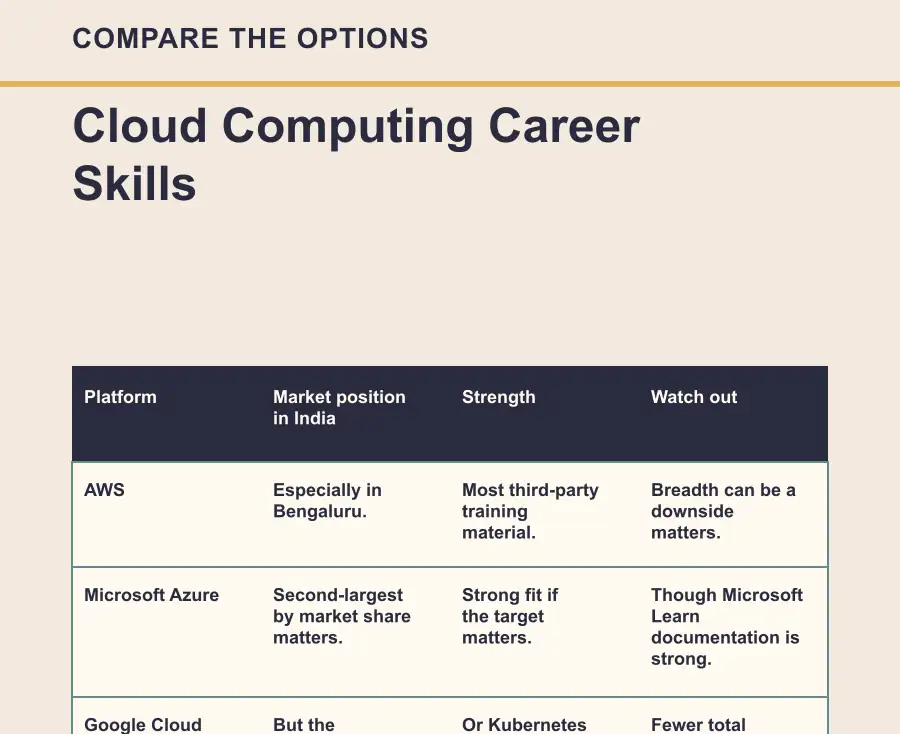 COMPARE THE OPTIONS
Cloud Computing Career
Skills
Platform
Market position
in India
Strength
Watch out
AWS
Especially in
Bengaluru.
Most third-party
training
material.
Breadth can be a
downside
matters.
Microsoft Azure
Second-largest
by market share
matters.
Strong fit if
the target
matters.
Though Microsoft
Learn
documentation is
strong.
Google Cloud
But the
Or Kubernetes
Fewer total